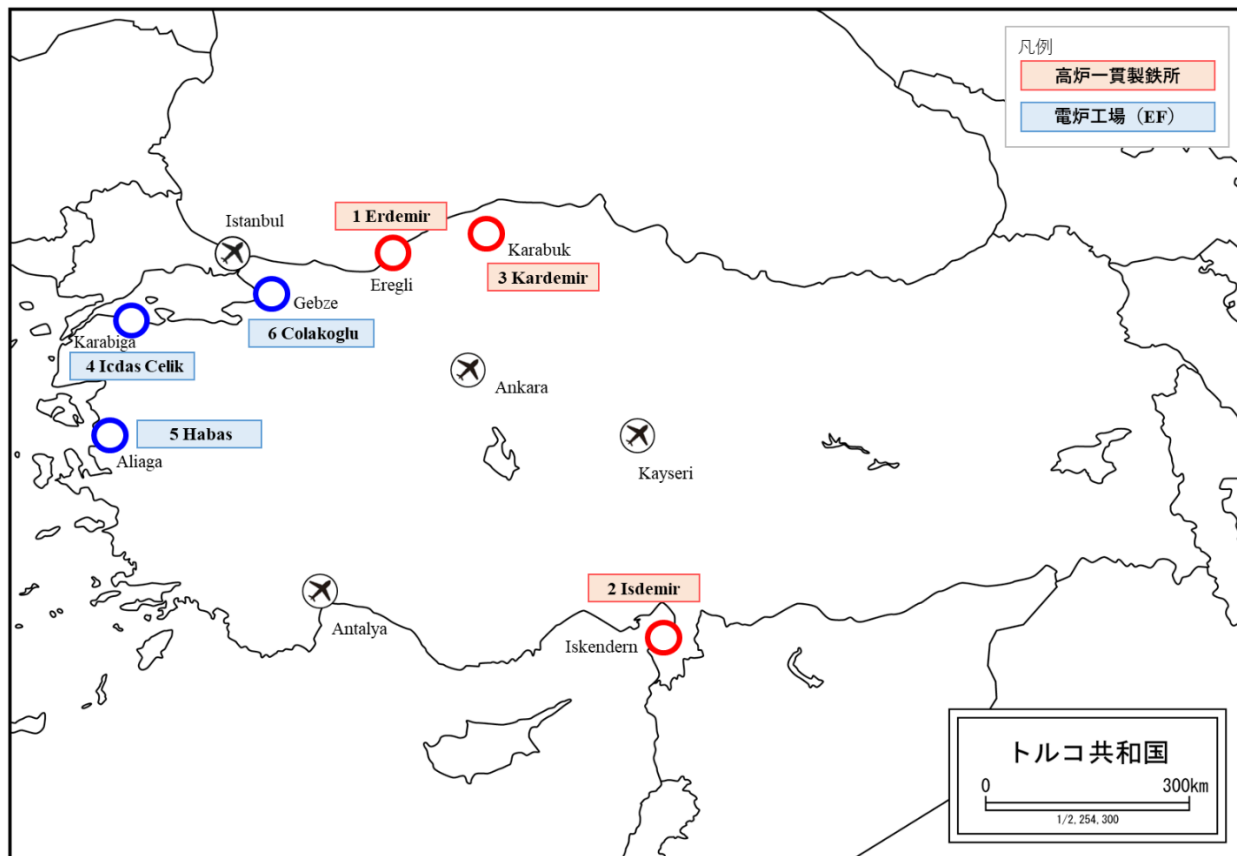 凡例
高炉一貫製鉄所
電炉工場（EF）
1 Erdemir
Istanbul
Karabuk
Eregli
3 Kardemir
Gebze
6 Colakoglu
Karabiga
4 Icdas Celik
Ankara
5 Habas
Aliaga
Kayseri
2 Isdemir
Antalya
Iskendern
トルコ共和国
0 300km
1/2,254,300